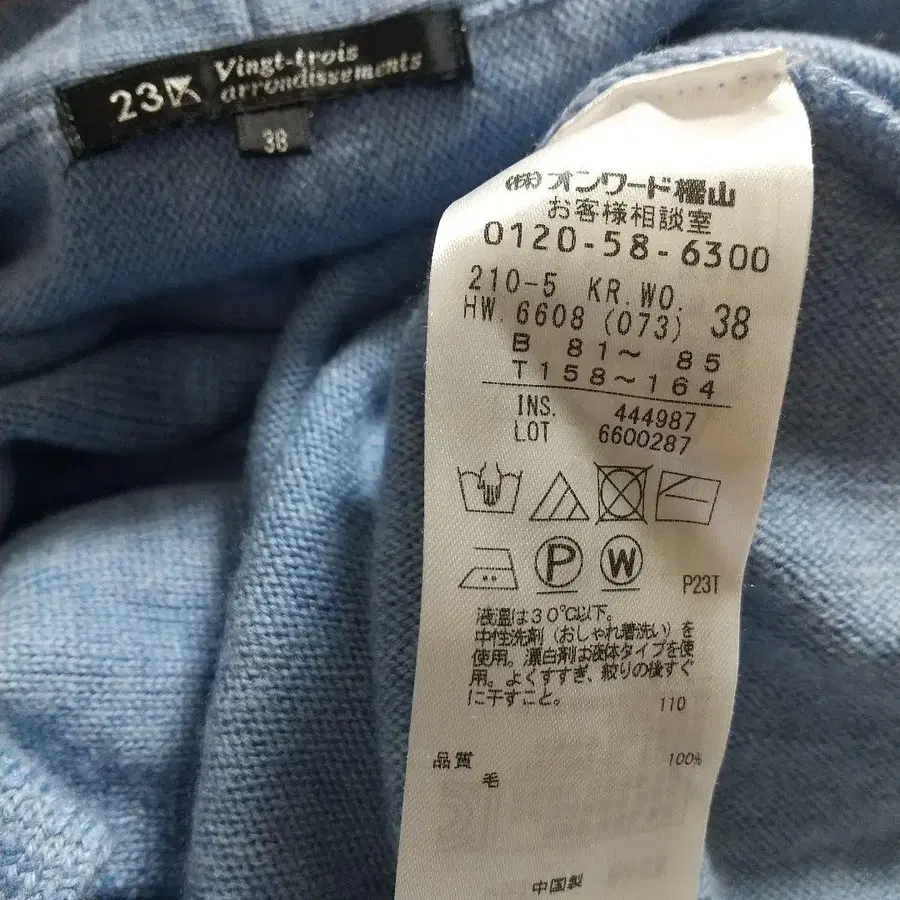 23区 Vingt-trois
arrondissements
38
(株)オンワード樫山
お客様相談室
0120-58-6300
210-5 KR.WO.
HW.6608 (073) 38
B 81～ 85
T158～164
INS. 444987
LOT 6600287
P W
P23T
液温は30℃以下。
中性洗剤(おしゃれ着洗い)を
使用。漂白剤は液体タイプを使
用。よくすすぎ、絞りの後すぐ
に干すこと。
110
品質 100%
毛
中国製